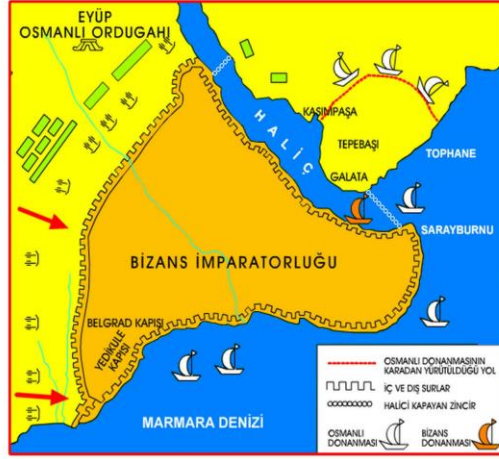 EYÜP
OSMANLI ORDUGAHI
HALİÇ
KASIMPAŞA
TEPEBAŞI
GALATA
TOPHANE
SARAYBURNU
BİZANS İMPARATORLUĞU
BELGRAD KAPISI
YEDİKULE
KAPISI
MARMARA DENİZİ
OSMANLI DONANMASININ
KARADAN YÜRÜTÜLDÜĞÜ YOL
İÇ VE DIŞ SURLAR
HALİCİ KAPAYAN ZİNCİR
OSMANLI
DONANMASI
BİZANS
DONANMASI